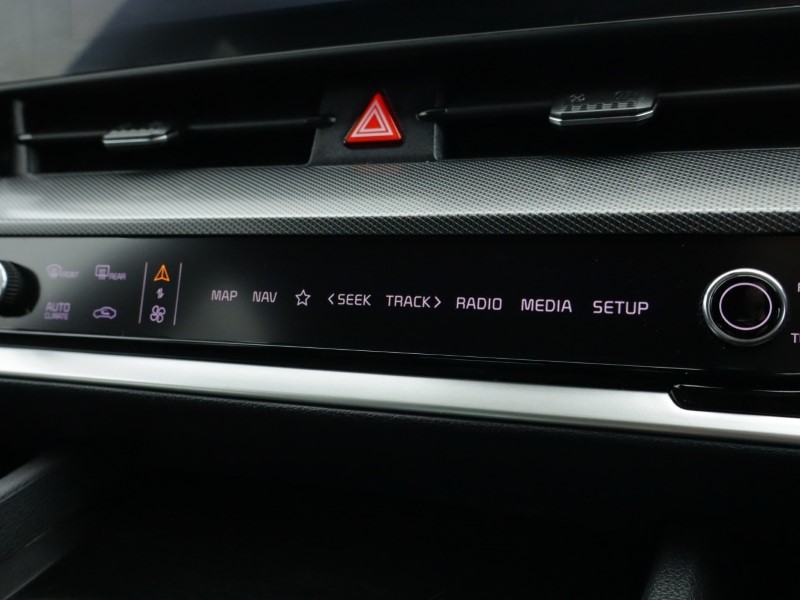 FRONT
REAR
AUTO
CLIMATE
MAP NAV <SEEK TRACK> RADIO MEDIA SETUP